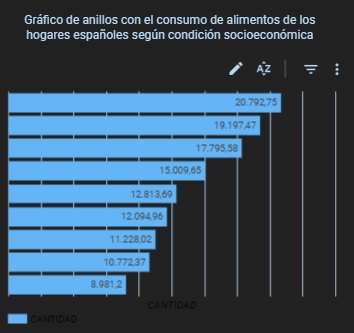 Gráfico de anillos con el consumo de alimentos de los
hogares españoles según condición socioeconómica
AZ
20.792,75
19.197,47
17.795,58
15.009,65
12.813,69
12.094,96
11.228,02
10.772,37
8.981,2
CANTIDAD
CANTIDAD